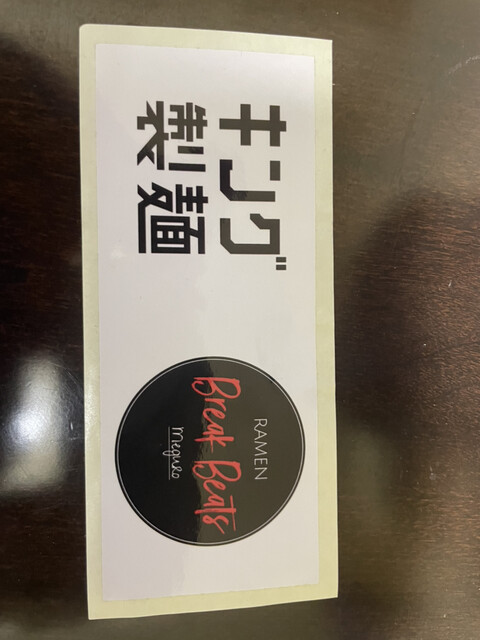 キング
製麺
RAMEN
Break Beats
Meguro